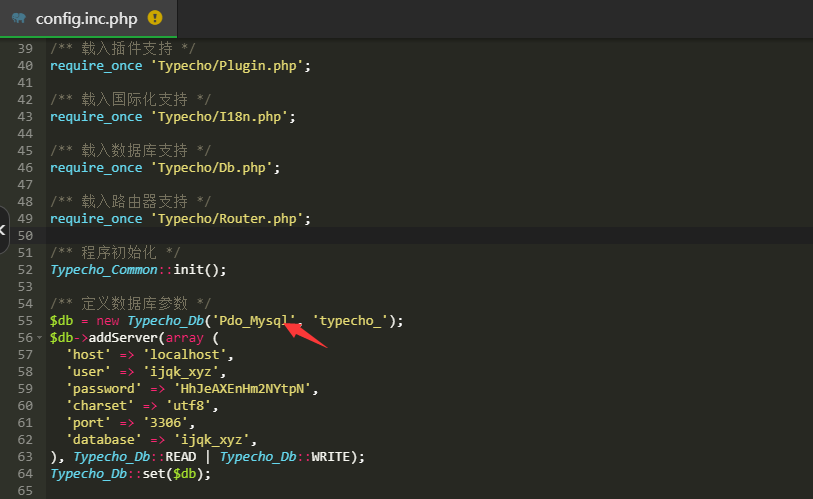 config.inc.php
39 /** 载入插件支持 */
40 require_once 'Typecho/Plugin.php';
41
42 /** 载入国际化支持 */
43 require_once 'Typecho/I18n.php';
44
45 /** 载入数据库支持 */
46 require_once 'Typecho/Db.php';
47
48 /** 载入路由器支持 */
49 require_once 'Typecho/Router.php';
50
51 /** 程序初始化 */
52 Typecho_Common::init();
53
54 /** 定义数据库参数 */
55 $db = new Typecho_Db('Pdo_Mysql', 'typecho_');
56 $db->addServer(array (
57 'host' => 'localhost',
58 'user' => 'ijqk_xyz',
59 'password' => 'HhJeAXEnHm2NYtpN',
60 'charset' => 'utf8',
61 'port' => '3306',
62 'database' => 'ijqk_xyz',
63 ), Typecho_Db::READ | Typecho_Db::WRITE);
64 Typecho_Db::set($db);
65